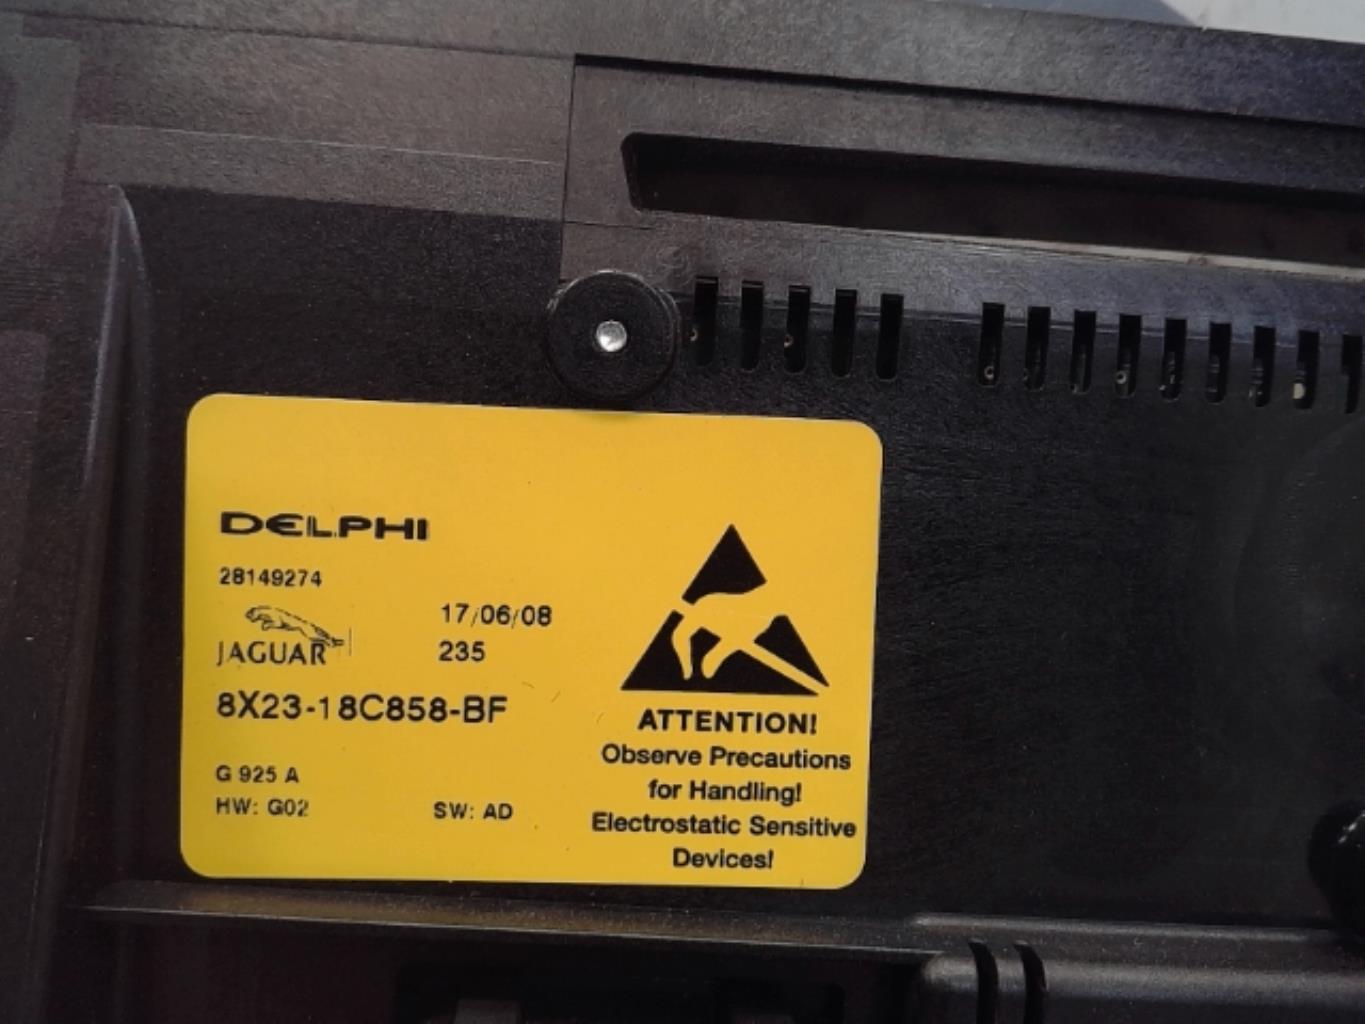 DELPHI
28149274
17/06/08
JAGUAR
235
8X23-18C858-BF
G 925 A
HW: G02
SW: AD
ATTENTION!
Observe Precautions
for Handling!
Electrostatic Sensitive
Devices!